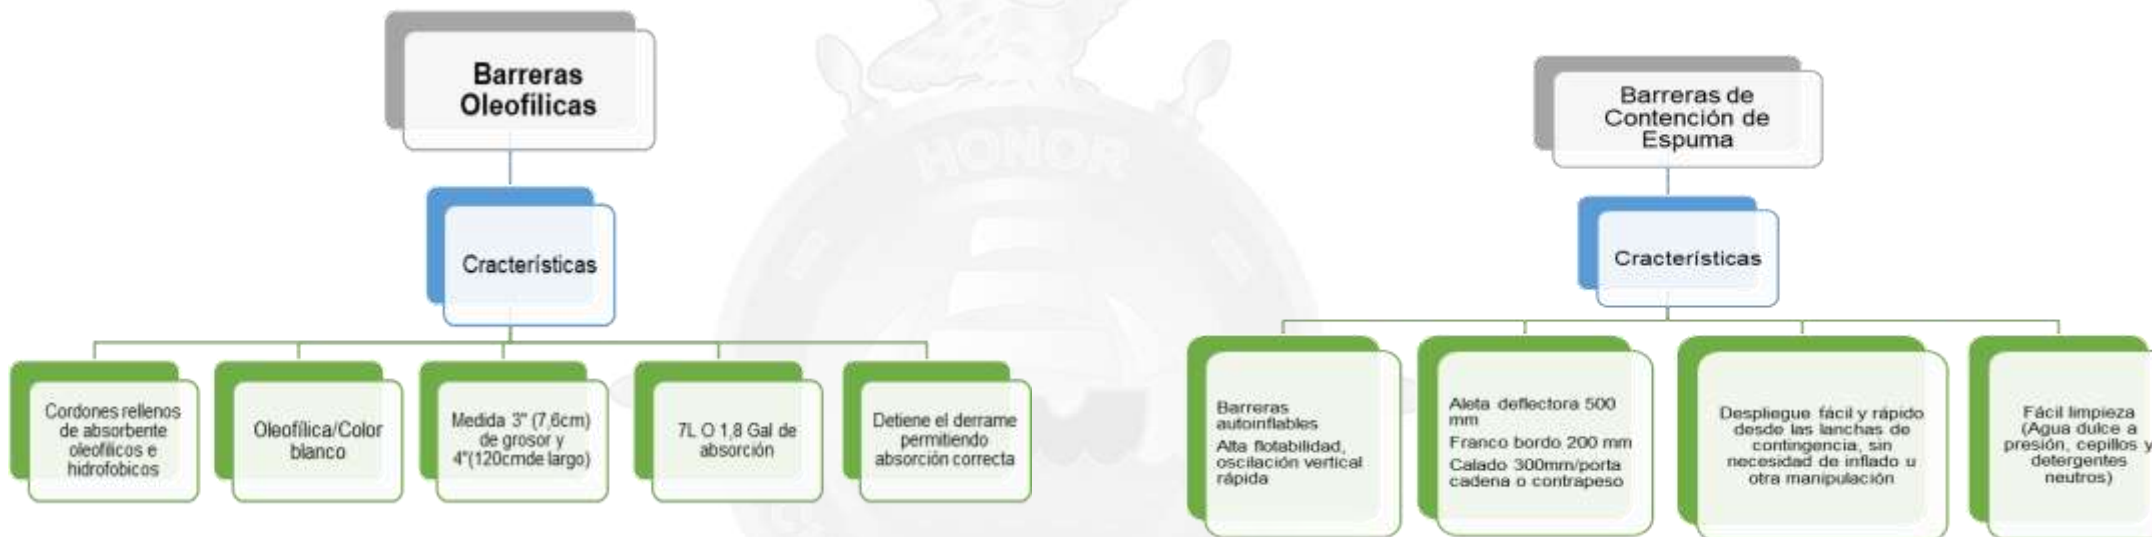 Barreras
Oleofílicas
Cracterísticas
Cordones rellenos
de absorbente
oleofílicos e
hidrofobicos
Oleofílica/Color
blanco
Medida 3" (7,6cm)
de grosor y
4"(120cmde largo)
7L O 1,8 Gal de
absorción
Detiene el derrame
permitiendo
absorción correcta
Barreras de
Contención de
Espuma
Cracterísticas
Barreras
autoinflables
Alta flotabilidad,
oscilación vertical
rápida
Aleta deflectora 500
mm
Franco bordo 200 mm
Calado 300mm/porta
cadena o contrapeso
Despliegue fácil y rápido
desde las lanchas de
contingencia, sin
necesidad de inflado u
otra manipulación
Fácil limpieza
(Agua dulce a
presión, cepillos y
detergentes
neutros)
HONOR